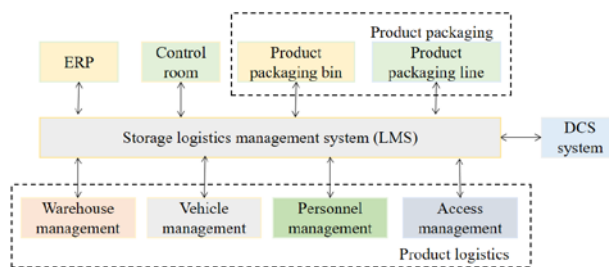 Product packaging
ERP
Control
room
Product
packaging bin
Product
packaging line
Storage logistics management system (LMS)
DCS
system
Warehouse
management
Vehicle
management
Personnel
management
Access
management
Product logistics